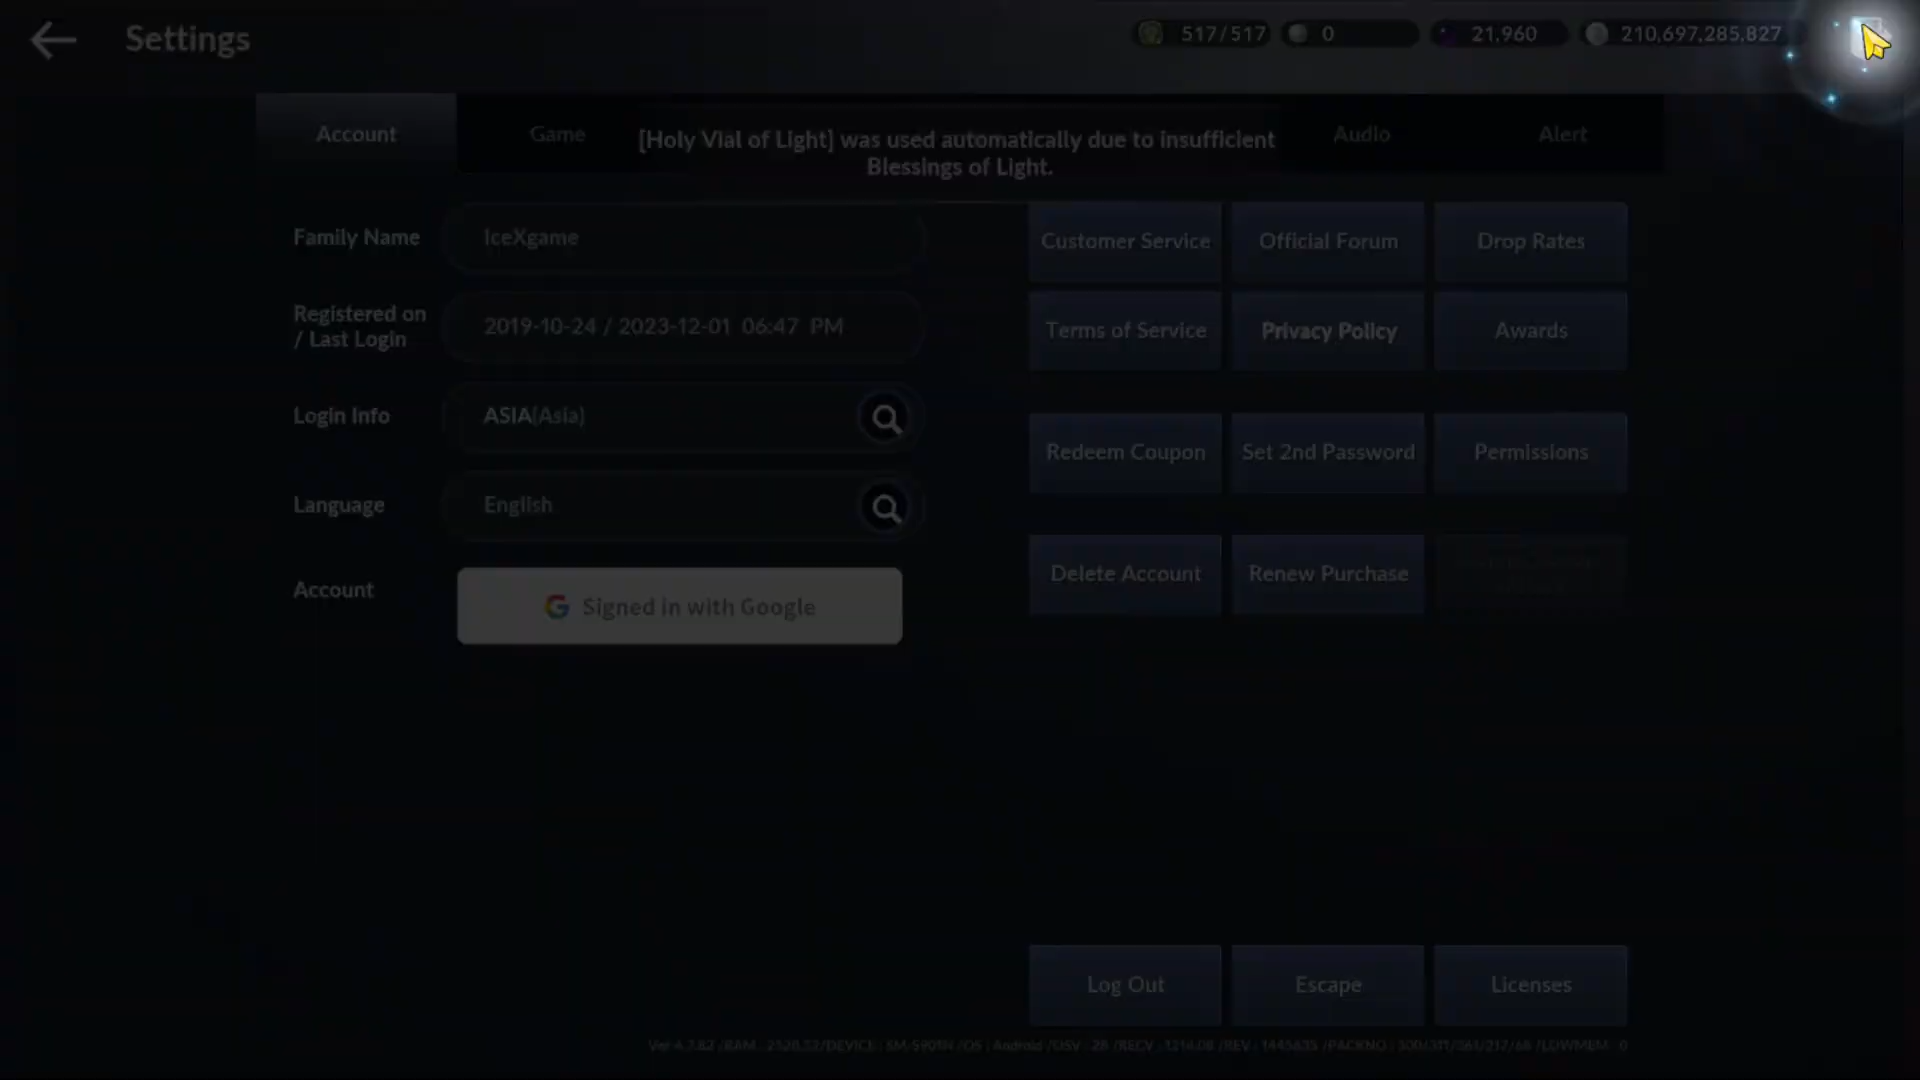 Settings
517/517
0
21,960
210,697,285,827
Account
Game
Audio
Alert
[Holy Vial of Light] was used automatically due to insufficient
Blessings of Light.
Family Name
IceXgame
Customer Service
Official Forum
Drop Rates
Registered on
/ Last Login
2019-10-24 / 2023-12-01 06:47 PM
Terms of Service
Privacy Policy
Awards
Login Info
ASIA(Asia)
Redeem Coupon
Set 2nd Password
Permissions
Language
English
Account
Signed in with Google
Delete Account
Renew Purchase
Log Out
Escape
Licenses